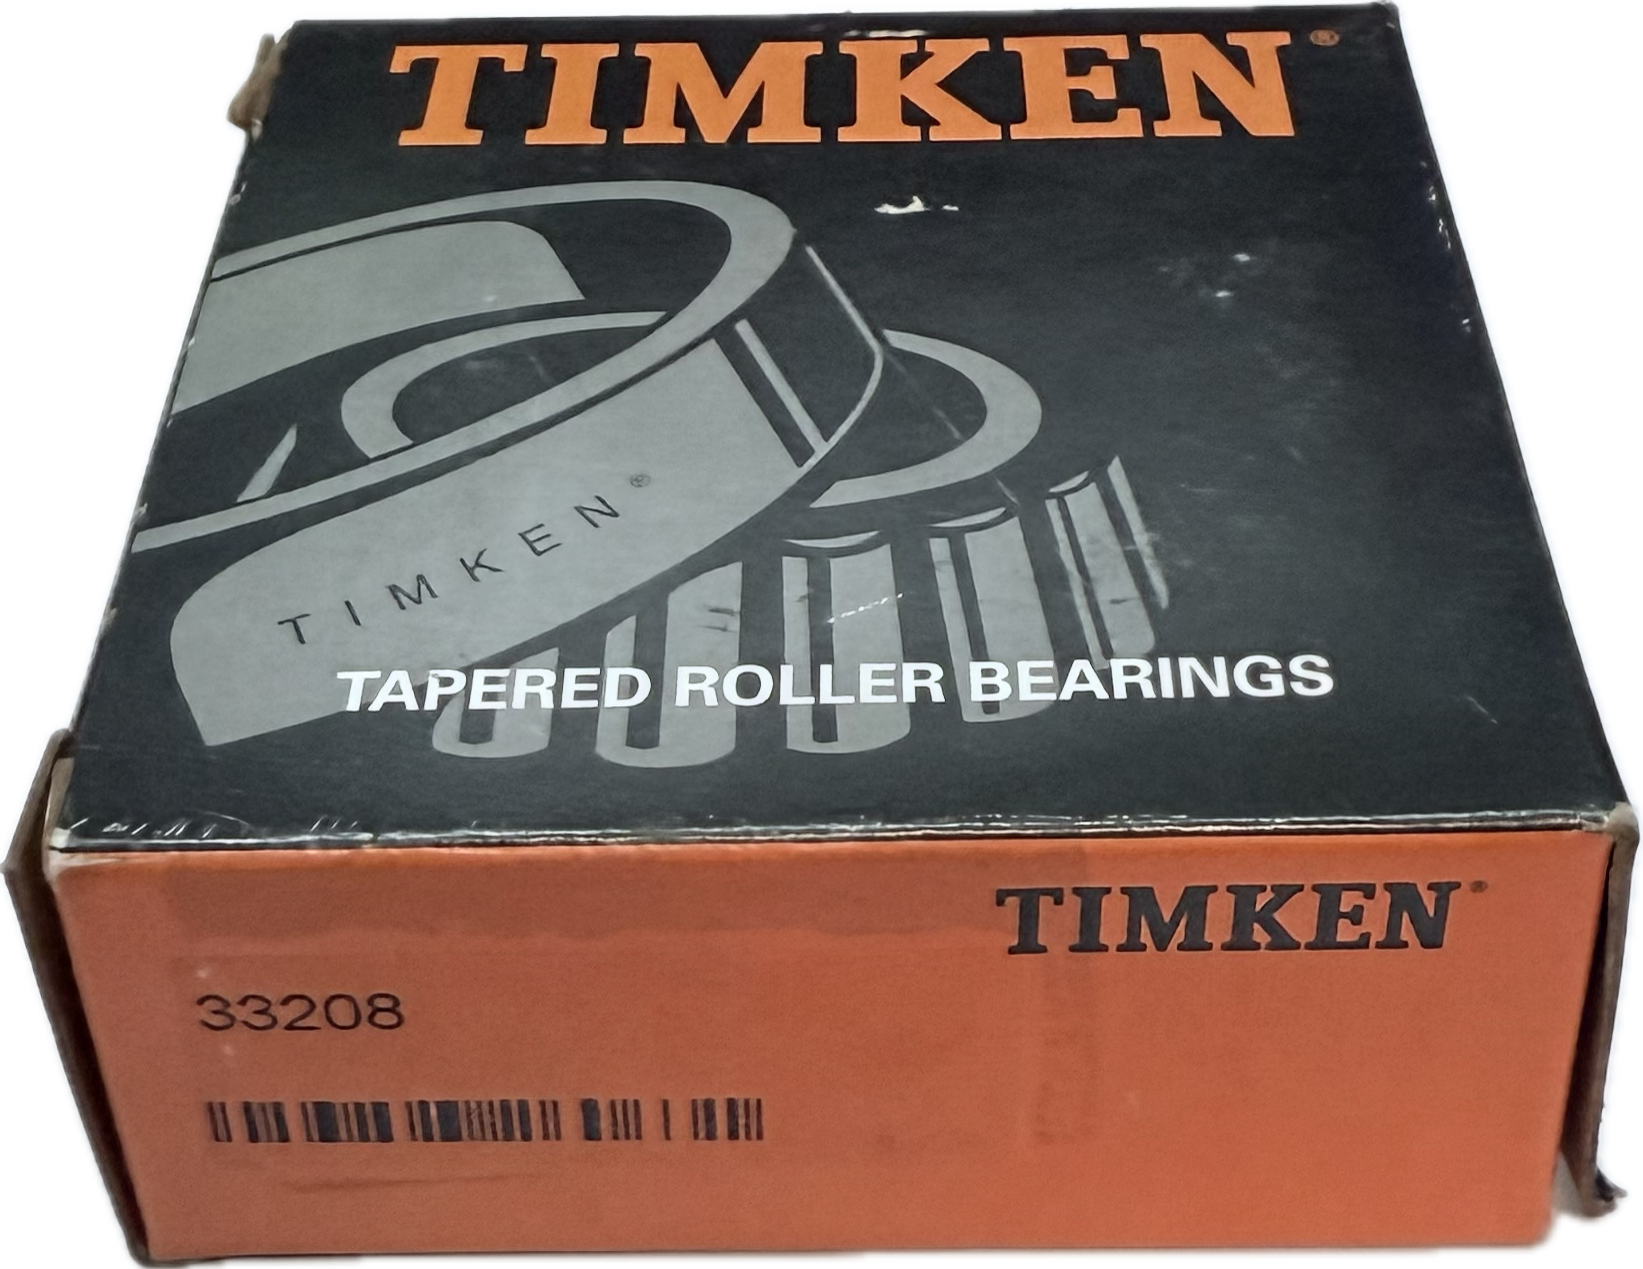 TIMKEN®
TIMKEN®
TAPERED ROLLER BEARINGS
TIMKEN®
33208